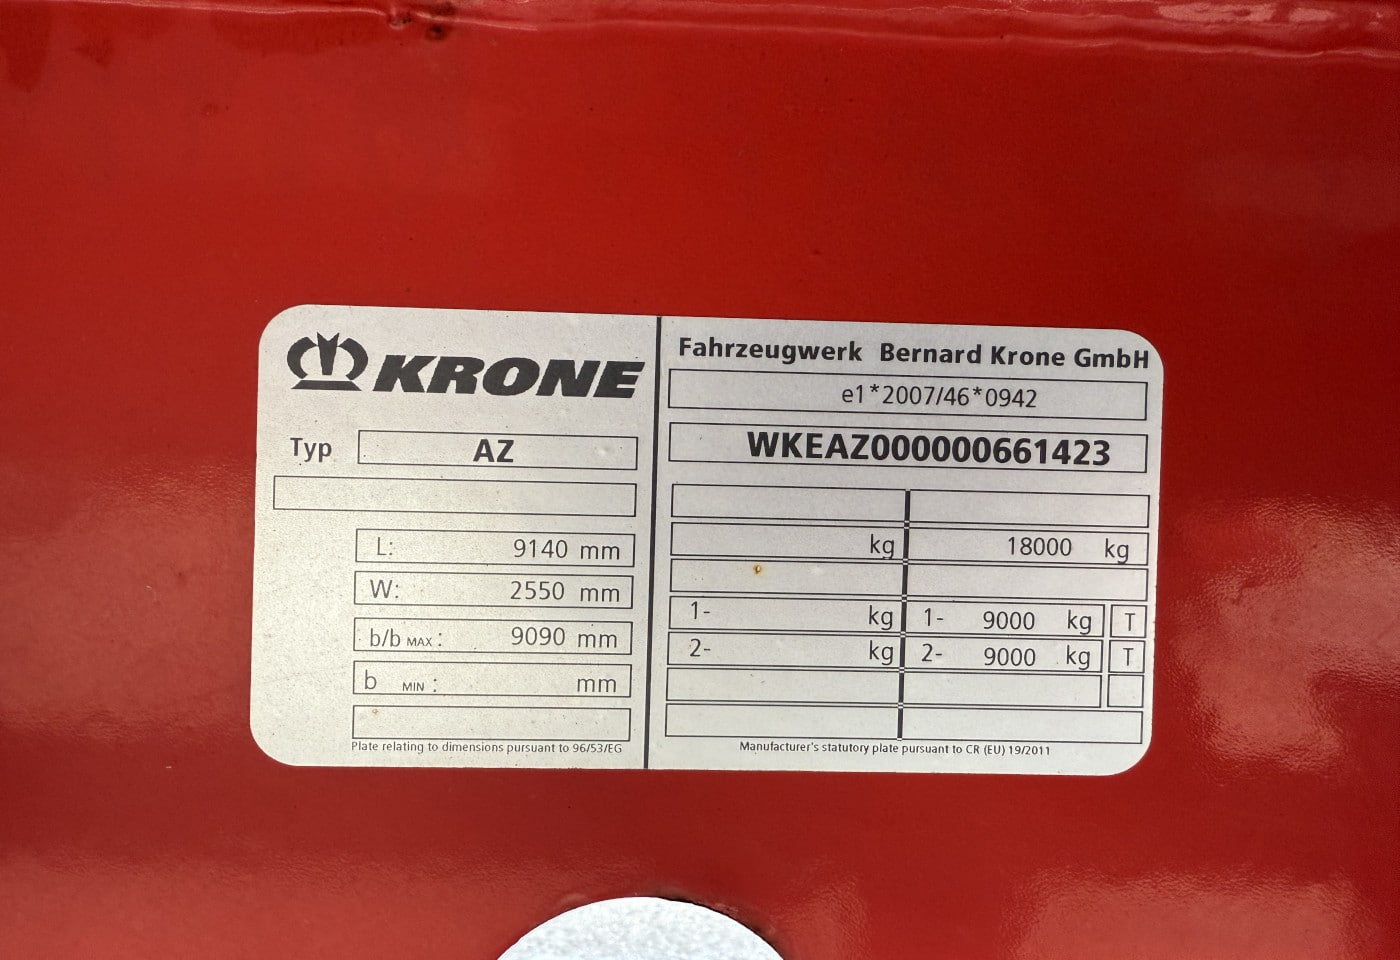 KRONE
Typ AZ
L: 9140 mm
W: 2550 mm
b/b MAX : 9090 mm
b MIN : mm
Plate relating to dimensions pursuant to 96/53/EG
Fahrzeugwerk Bernard Krone GmbH
e1*2007/46*0942
WKEAZ000000661423
kg 18000 kg
1- kg 1- 9000 kg T
2- kg 2- 9000 kg T
Manufacturer's statutory plate pursuant to CR (EU) 19/2011